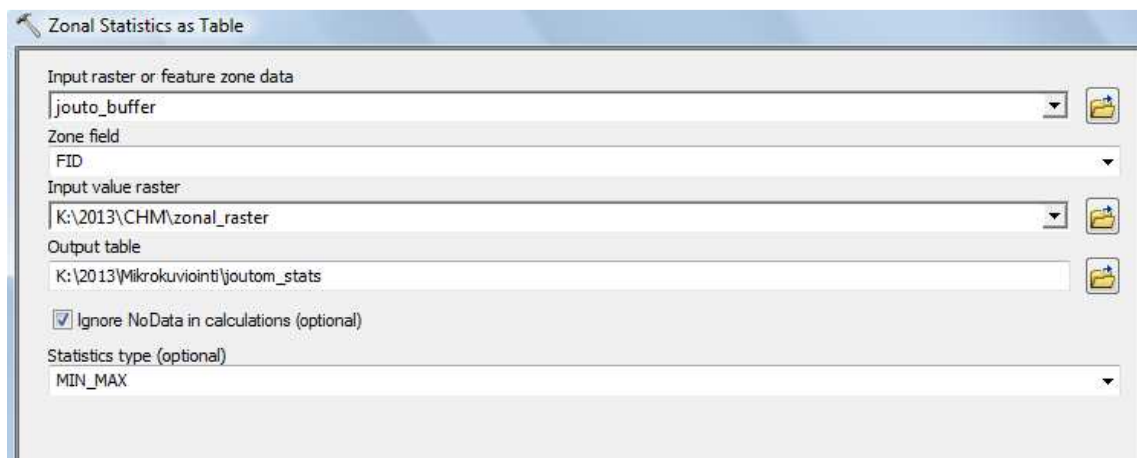 Zonal Statistics as Table
Input raster or feature zone data
jouto_buffer
Zone field
FID
Input value raster
K:\2013\CHM\zonal_raster
Output table
K:\2013\Mikrokuviointi\joutom_stats
Ignore NoData in calculations (optional)
Statistics type (optional)
MIN_MAX